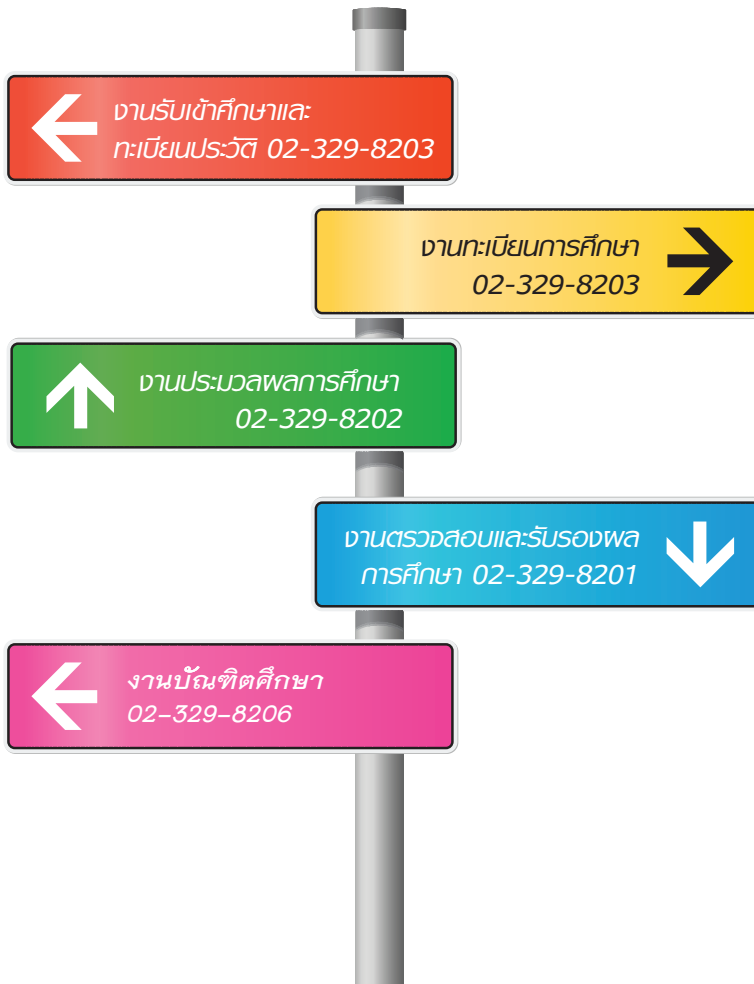 งานรับเข้าศึกษาและ
ทะเบียนประวัติ 02-329-8203
งานทะเบียนการศึกษา
02-329-8203
งานประมวลผลการศึกษา
02-329-8202
งานตรวจสอบและรับรองผล
การศึกษา 02-329-8201
งานบัณฑิตศึกษา
02-329-8206